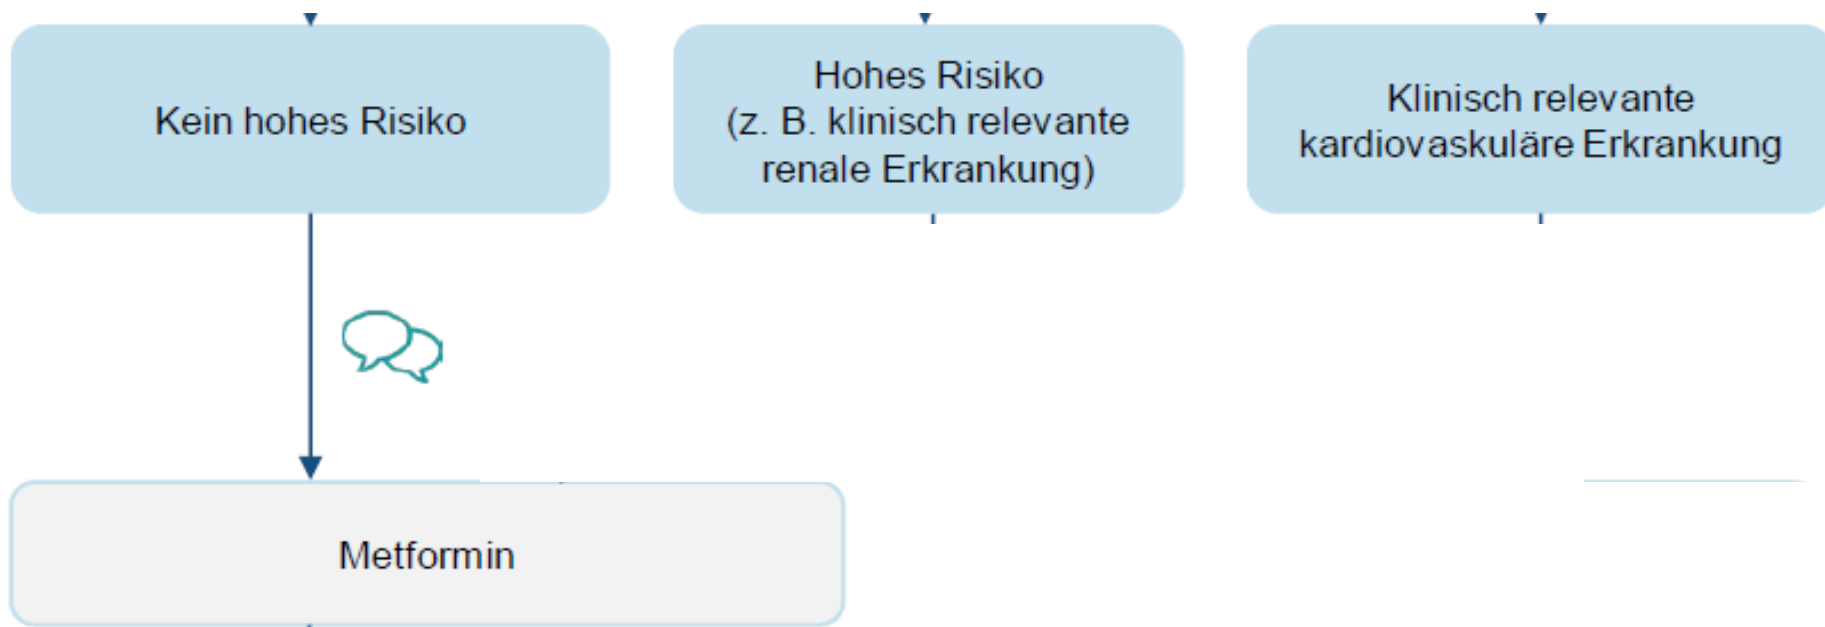 Kein hohes Risiko
Hohes Risiko
(z. B. klinisch relevante
renale Erkrankung)
Klinisch relevante
kardiovaskuläre Erkrankung
Metformin